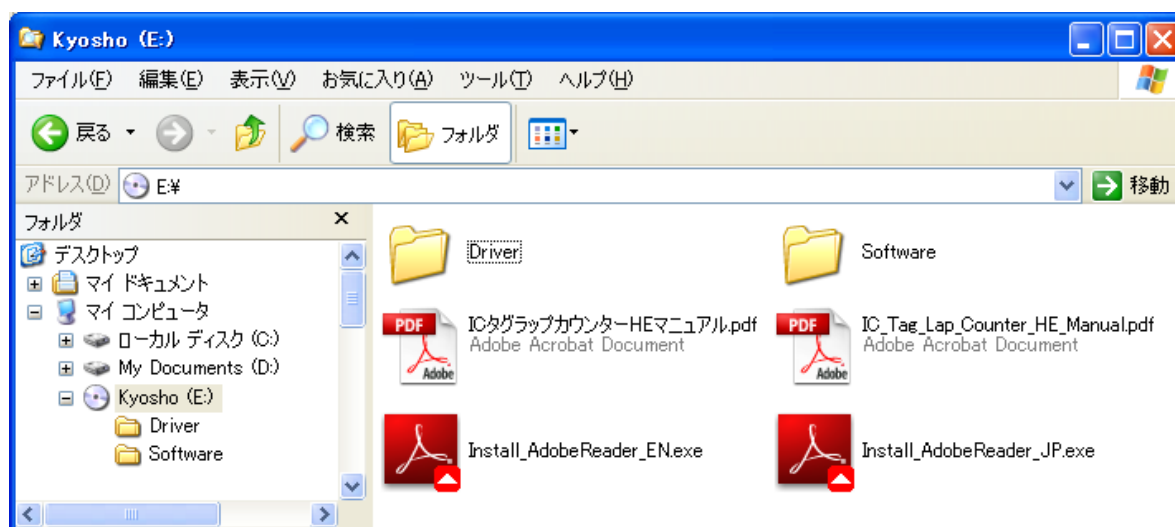 Kyosho (E:)
ファイル(F) 編集(E) 表示(V) お気に入り(A) ツール(T) ヘルプ(H)
戻る 検索 フォルダ
アドレス(D) E:¥ 移動
フォルダ
デスクトップ
マイ ドキュメント
マイ コンピュータ
ローカル ディスク (C:)
My Documents (D:)
Kyosho (E:)
Driver
Software
Driver
Software
PDF
Adobe
ICタグラップカウンターHEマニュアル.pdf
Adobe Acrobat Document
PDF
Adobe
IC_Tag_Lap_Counter_HE_Manual.pdf
Adobe Acrobat Document
Install_AdobeReader_EN.exe
Install_AdobeReader_JP.exe